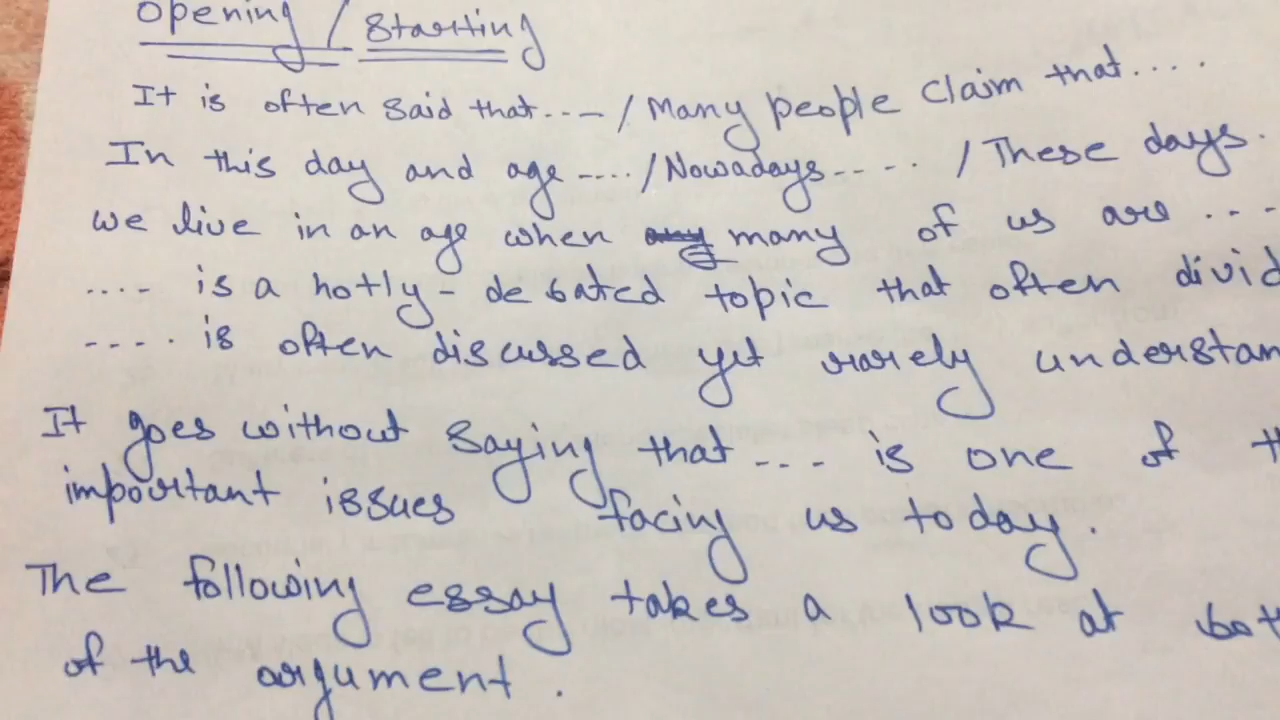 Opening / Starting
It is often said that...- / Many people claim that.....
In this day and age -.... / Nowadays -.... / These days.
we live in an age when many of us are ....
.... is a hotly-debated topic that often divid
----. is often discussed yet rarely understan
It goes without saying that .... is one of th
important issues facing us today.
The following essay takes a look at bot
of the argument.